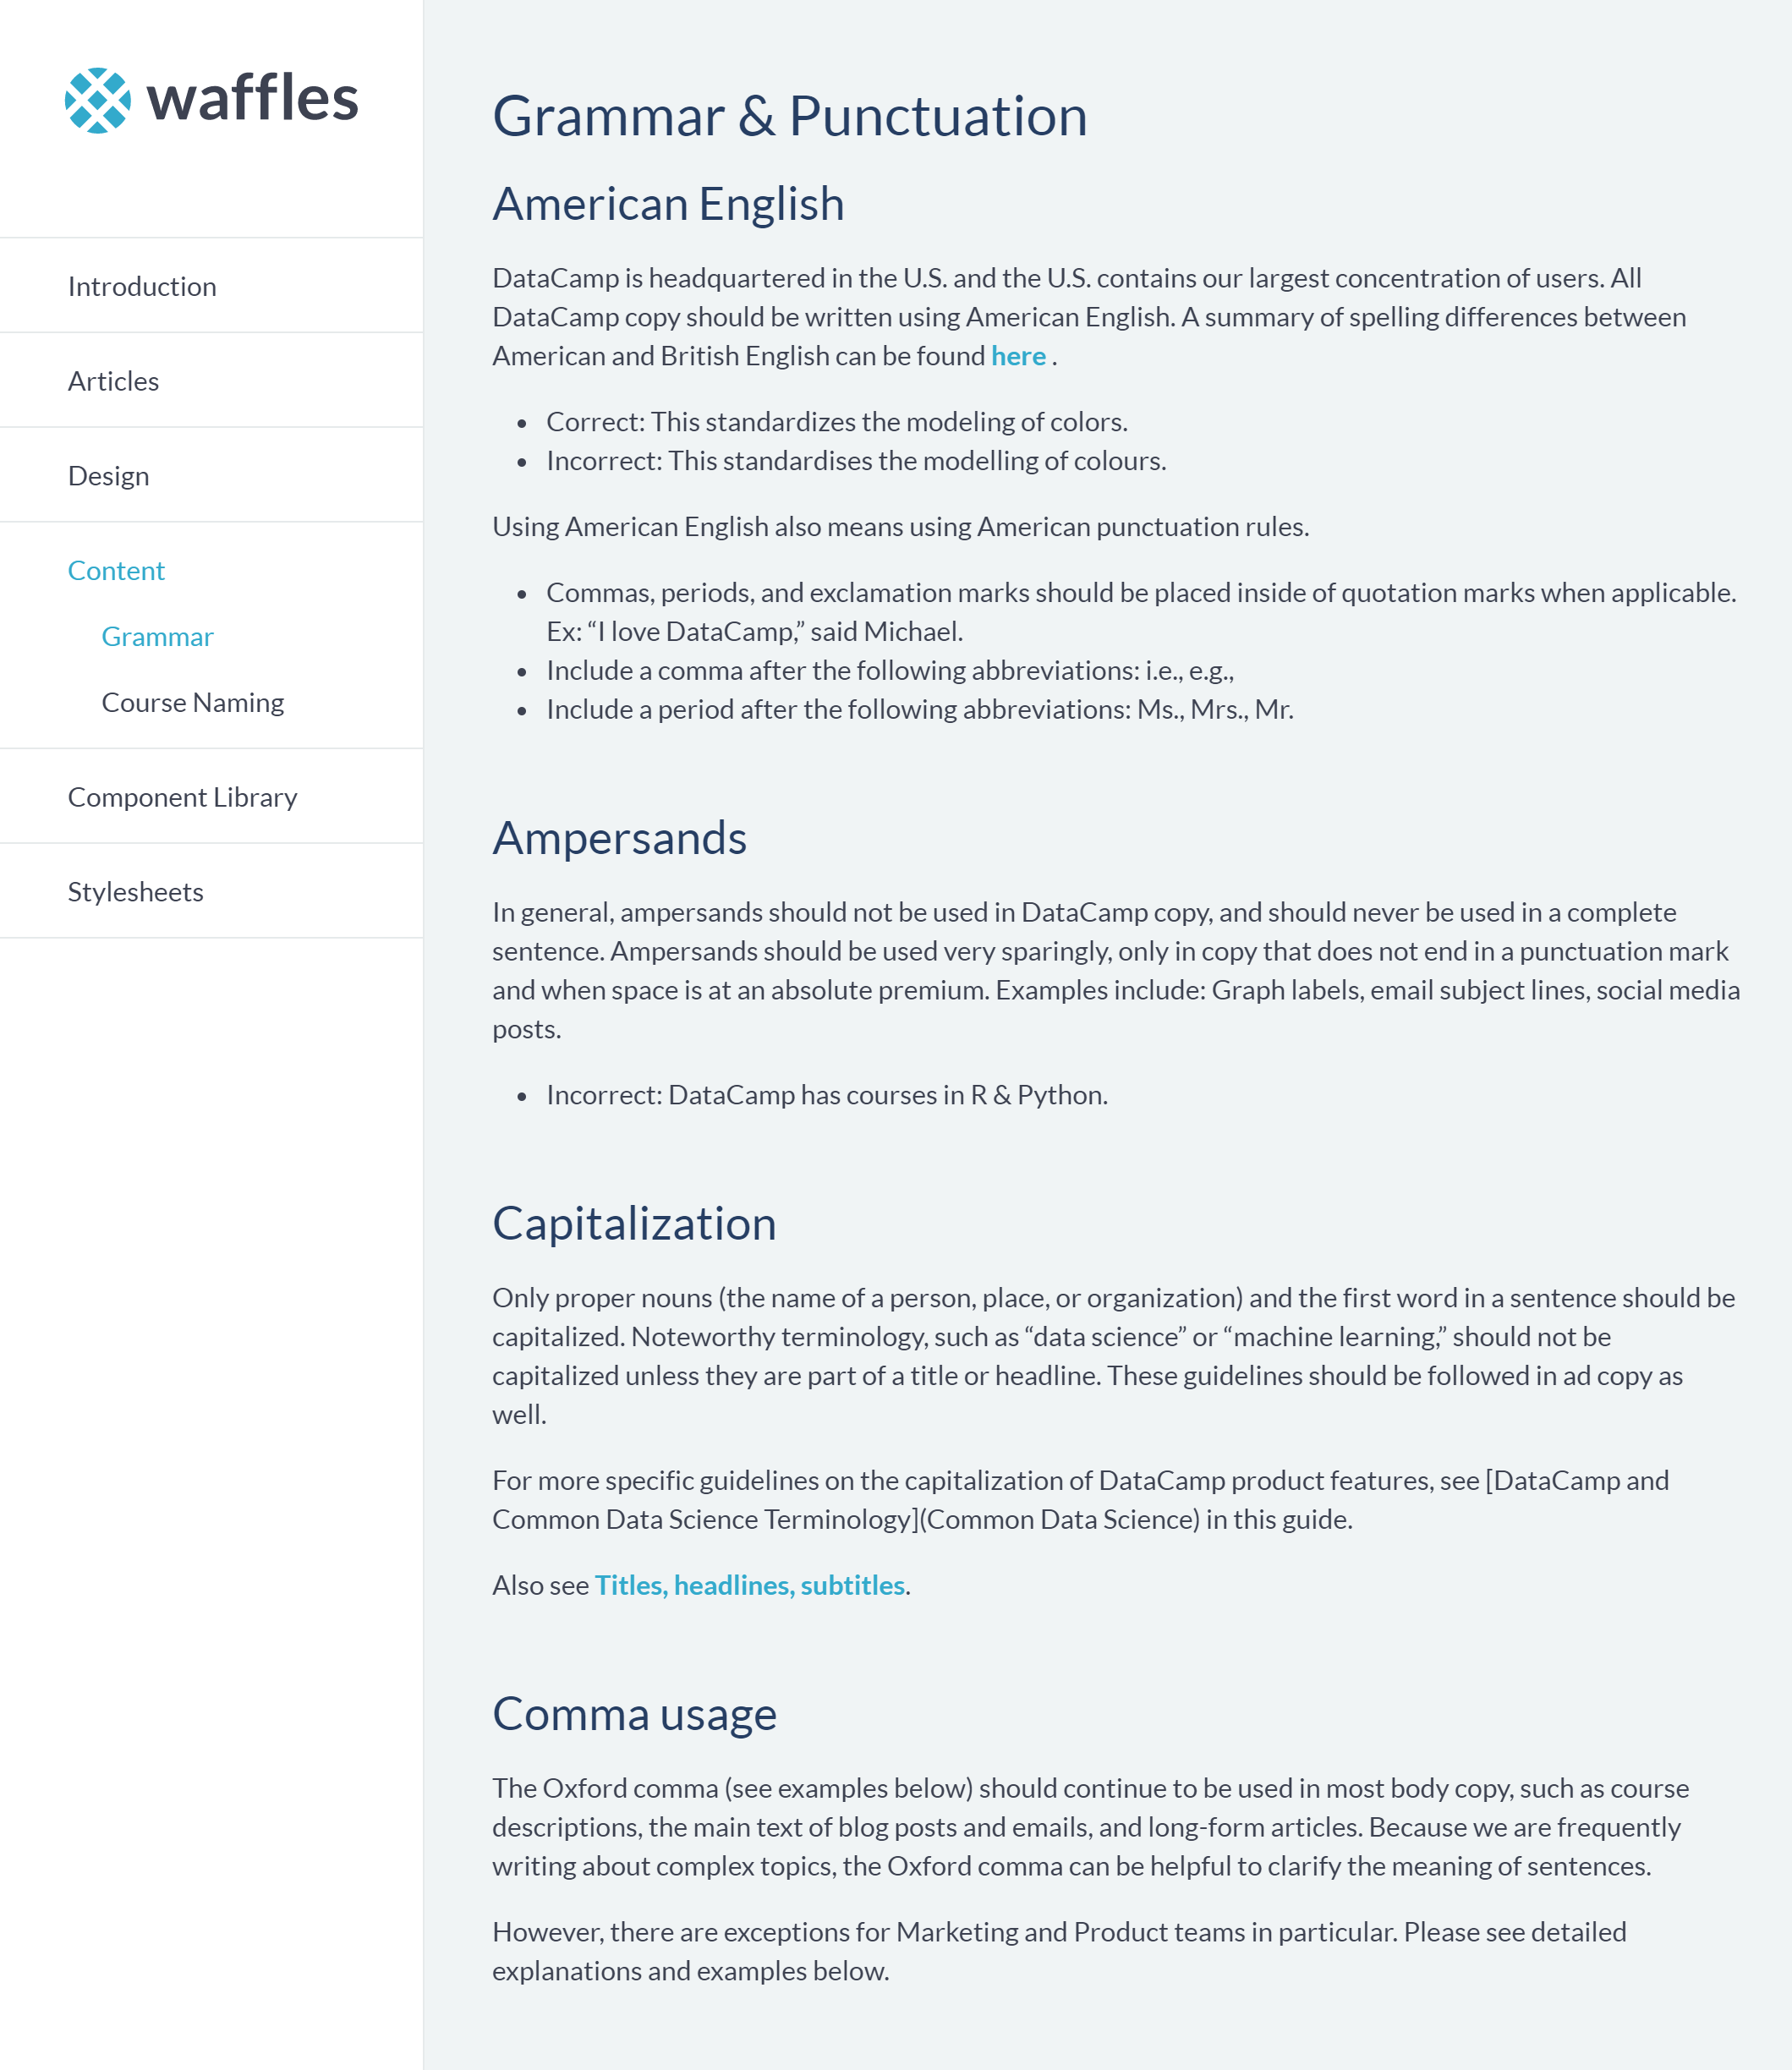 waffles
Introduction
Articles
Design
Content
Grammar
Course Naming
Component Library
Stylesheets
Grammar & Punctuation
American English
DataCamp is headquartered in the U.S. and the U.S. contains our largest concentration of users. All
DataCamp copy should be written using American English. A summary of spelling differences between
American and British English can be found here .
• Correct: This standardizes the modeling of colors.
• Incorrect: This standardises the modelling of colours.
Using American English also means using American punctuation rules.
• Commas, periods, and exclamation marks should be placed inside of quotation marks when applicable.
Ex: “I love DataCamp,” said Michael.
• Include a comma after the following abbreviations: i.e., e.g.,
• Include a period after the following abbreviations: Ms., Mrs., Mr.
Ampersands
In general, ampersands should not be used in DataCamp copy, and should never be used in a complete
sentence. Ampersands should be used very sparingly, only in copy that does not end in a punctuation mark
and when space is at an absolute premium. Examples include: Graph labels, email subject lines, social media
posts.
• Incorrect: DataCamp has courses in R & Python.
Capitalization
Only proper nouns (the name of a person, place, or organization) and the first word in a sentence should be
capitalized. Noteworthy terminology, such as “data science” or “machine learning,” should not be
capitalized unless they are part of a title or headline. These guidelines should be followed in ad copy as
well.
For more specific guidelines on the capitalization of DataCamp product features, see [DataCamp and
Common Data Science Terminology](Common Data Science) in this guide.
Also see Titles, headlines, subtitles.
Comma usage
The Oxford comma (see examples below) should continue to be used in most body copy, such as course
descriptions, the main text of blog posts and emails, and long-form articles. Because we are frequently
writing about complex topics, the Oxford comma can be helpful to clarify the meaning of sentences.
However, there are exceptions for Marketing and Product teams in particular. Please see detailed
explanations and examples below.